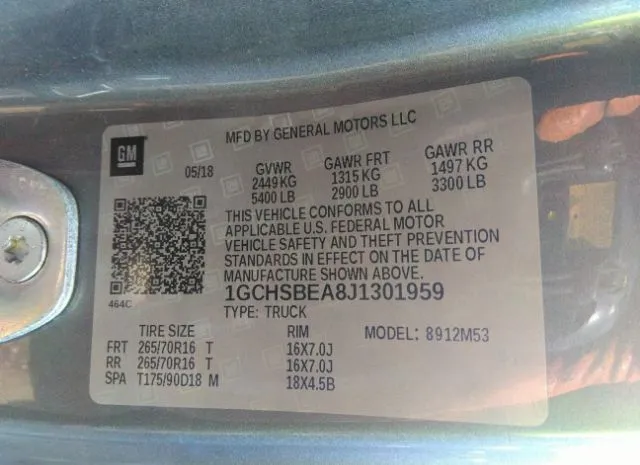 MFD BY GENERAL MOTORS LLC
GM
05/18
GVWR GAWR FRT GAWR RR
2449 KG 1315 KG 1497 KG
5400 LB 2900 LB 3300 LB
THIS VEHICLE CONFORMS TO ALL
APPLICABLE U.S. FEDERAL MOTOR
VEHICLE SAFETY AND THEFT PREVENTION
STANDARDS IN EFFECT ON THE DATE OF
MANUFACTURE SHOWN ABOVE.
464C
1GCHSBEA8J1301959
TYPE: TRUCK
TIRE SIZE RIM MODEL: 8912M53
FRT 265/70R16 T 16X7.0J
RR 265/70R16 T 16X7.0J
SPA T175/90D18 M 18X4.5B